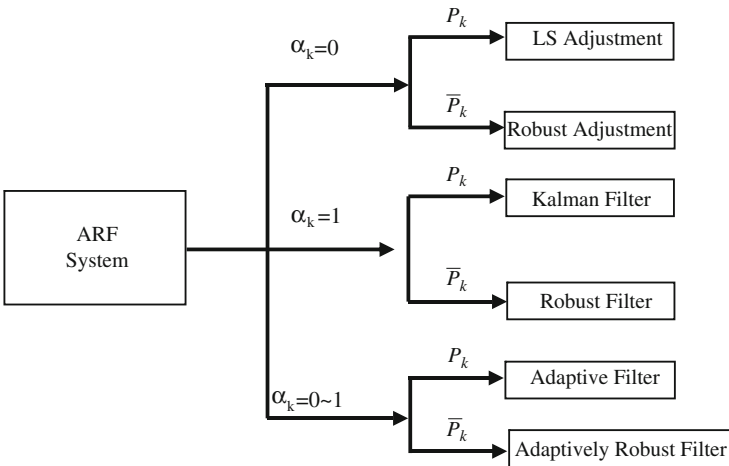 P_k
LS Adjustment
α_k=0
P̅_k
Robust Adjustment
P_k
Kalman Filter
ARF
System
α_k=1
P̅_k
Robust Filter
P_k
Adaptive Filter
α_k=0~1
P̅_k
Adaptively Robust Filter